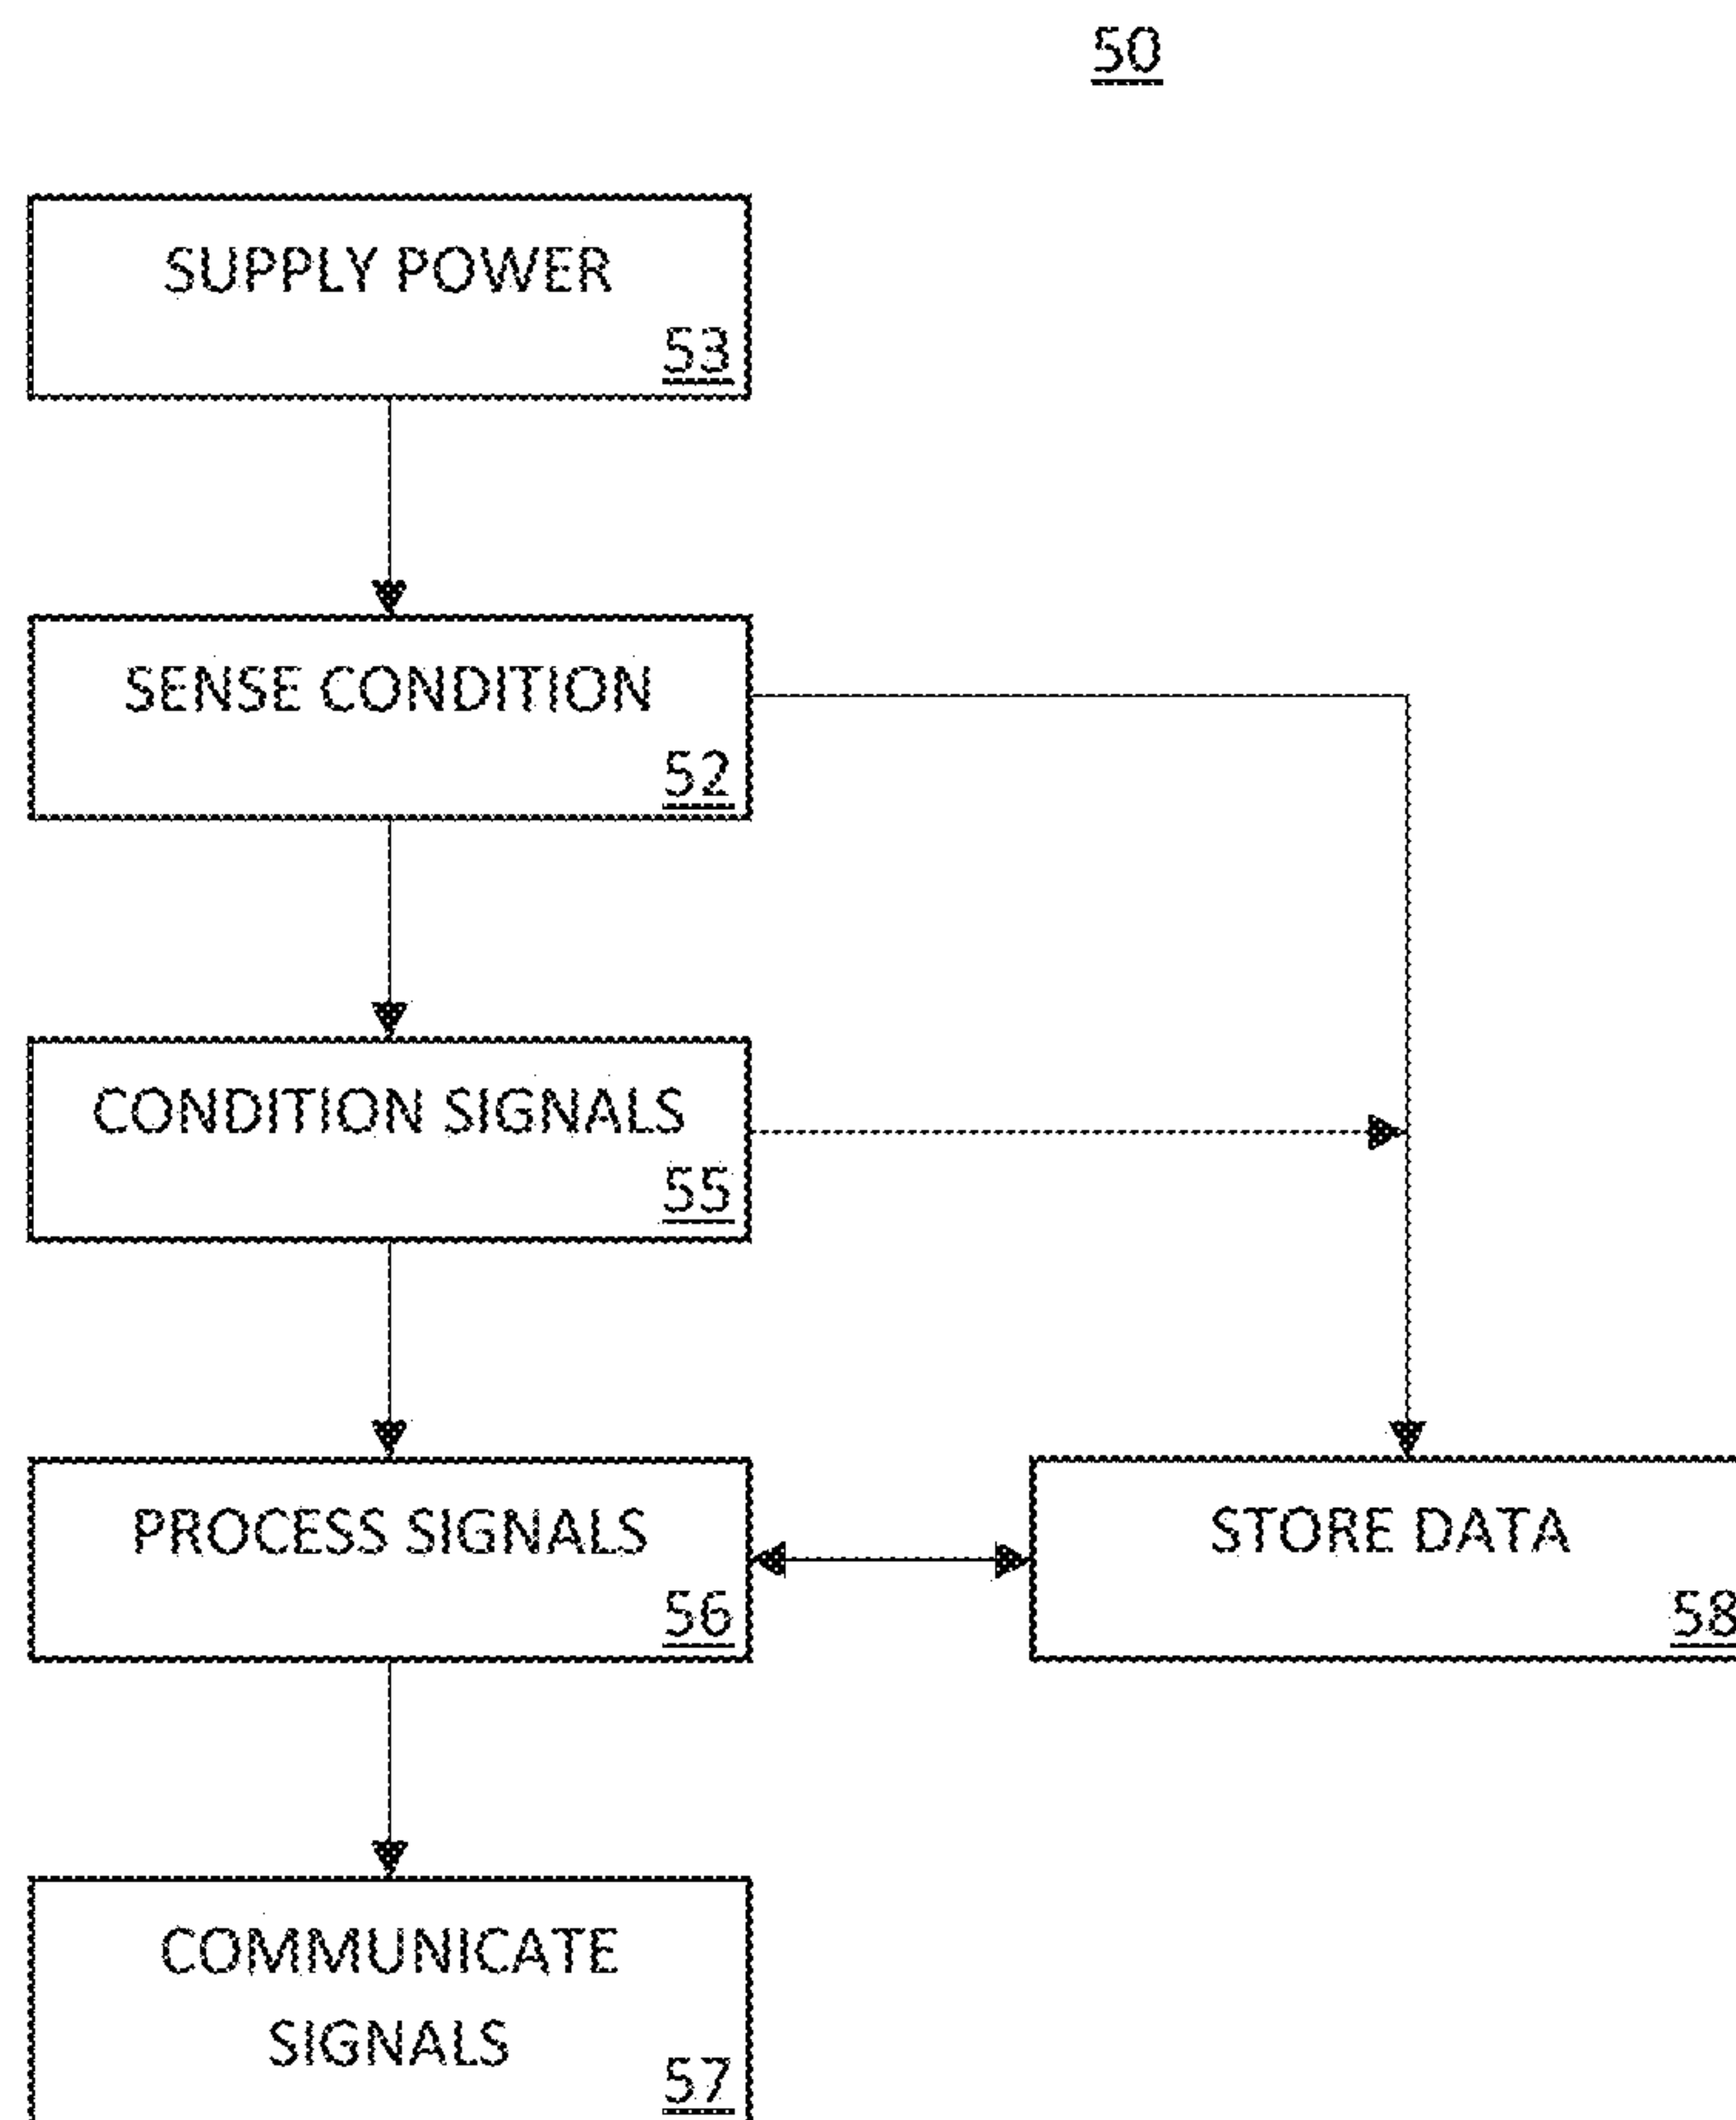 50
SUPPLY POWER
53
SENSE CONDITION
52
CONDITION SIGNALS
55
PROCESS SIGNALS
56
STORE DATA
58
COMMUNICATE
SIGNALS
57